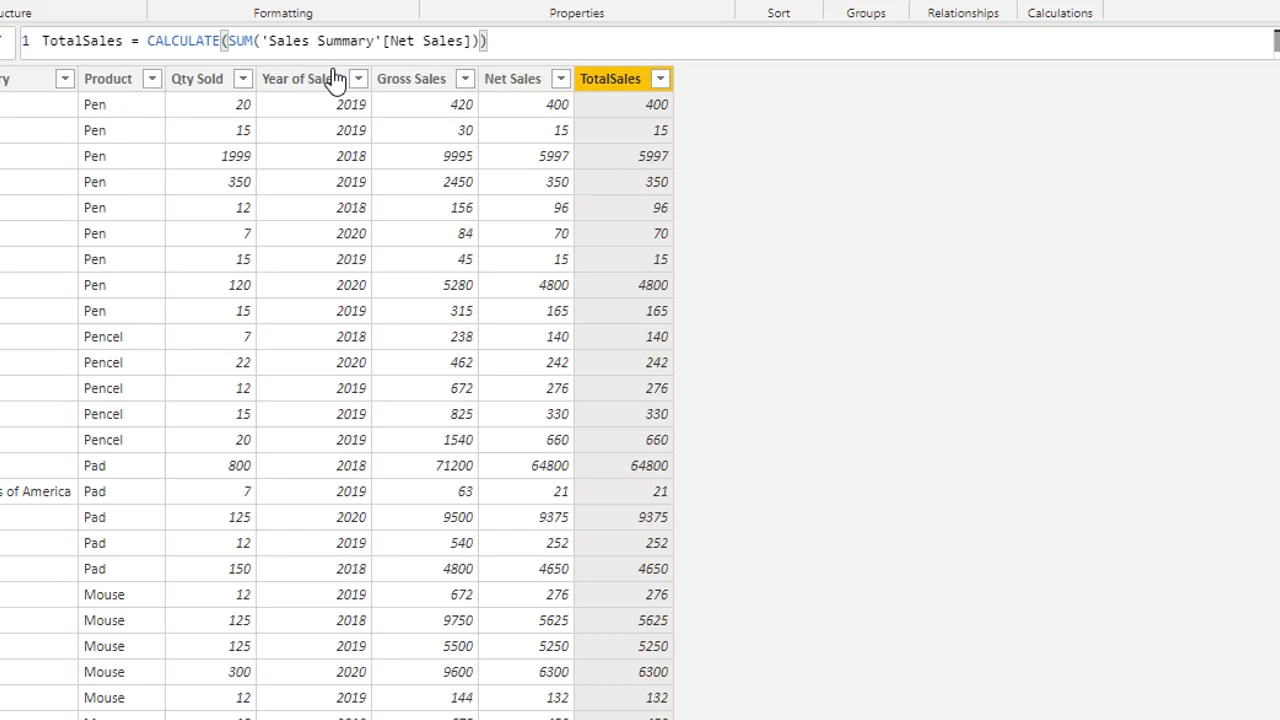 ucture Formatting Properties Sort Groups Relationships Calculations
1 TotalSales = CALCULATE(SUM('Sales Summary'[Net Sales]))
ry Product Qty Sold Year of Sal Gross Sales Net Sales TotalSales
Pen 20 2019 420 400 400
Pen 15 2019 30 15 15
Pen 1999 2018 9995 5997 5997
Pen 350 2019 2450 350 350
Pen 12 2018 156 96 96
Pen 7 2020 84 70 70
Pen 15 2019 45 15 15
Pen 120 2020 5280 4800 4800
Pen 15 2019 315 165 165
Pencel 7 2018 238 140 140
Pencel 22 2020 462 242 242
Pencel 12 2019 672 276 276
Pencel 15 2019 825 330 330
Pencel 20 2019 1540 660 660
Pad 800 2018 71200 64800 64800
s of America Pad 7 2019 63 21 21
Pad 125 2020 9500 9375 9375
Pad 12 2019 540 252 252
Pad 150 2018 4800 4650 4650
Mouse 12 2019 672 276 276
Mouse 125 2018 9750 5625 5625
Mouse 125 2019 5500 5250 5250
Mouse 300 2020 9600 6300 6300
Mouse 12 2019 144 132 132